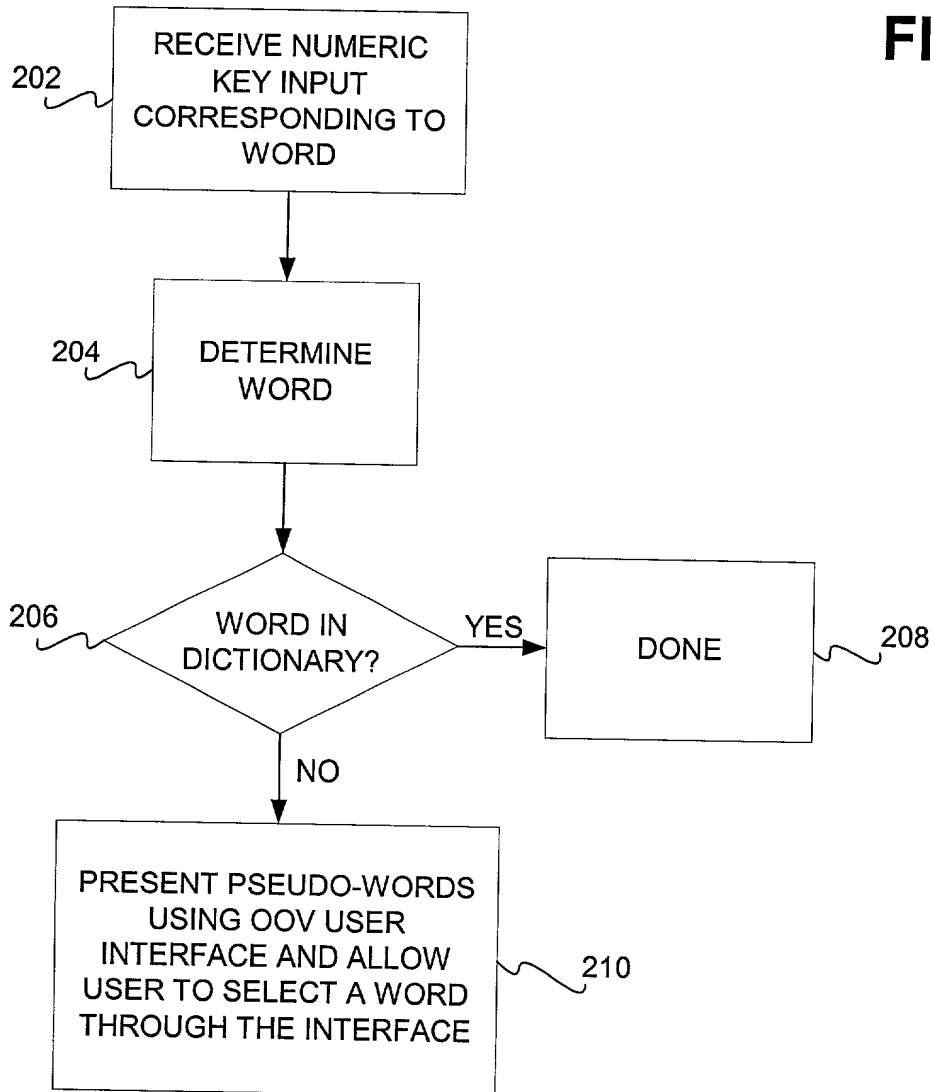 FI
202
RECEIVE NUMERIC
KEY INPUT
CORRESPONDING TO
WORD
204
DETERMINE
WORD
206
WORD IN
DICTIONARY?
YES
DONE
208
NO
PRESENT PSEUDO-WORDS
USING OOV USER
INTERFACE AND ALLOW
USER TO SELECT A WORD
THROUGH THE INTERFACE
210